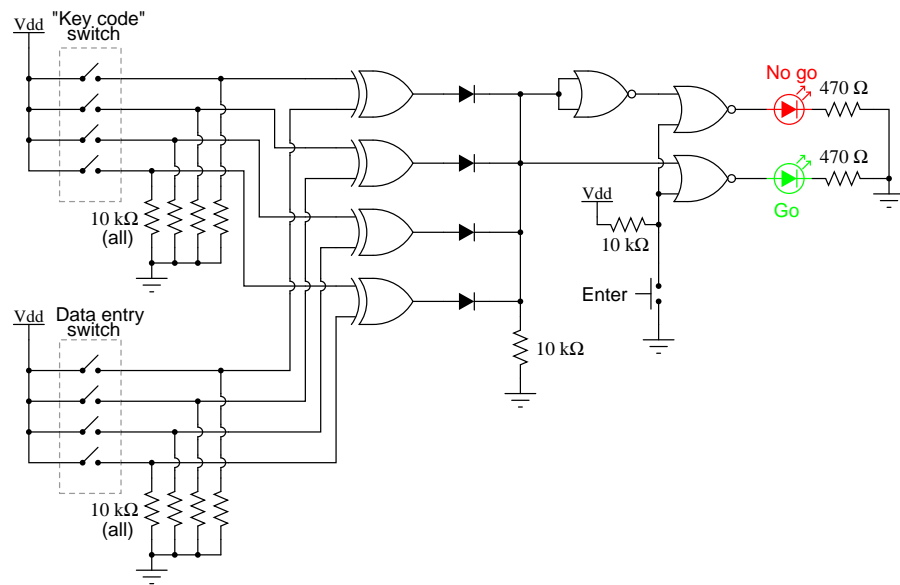 "Key code"
switch
Vdd
10 kΩ
(all)
No go
470 Ω
470 Ω
Go
Vdd
10 kΩ
Enter
10 kΩ
Data entry
switch
Vdd
10 kΩ
(all)